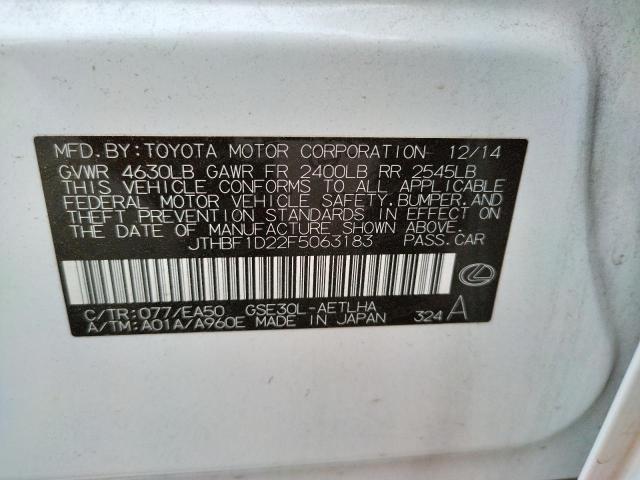 MFD. BY: TOYOTA MOTOR CORPORATION 12/14
GVWR 4630LB GAWR FR 2400LB RR 2545LB
THIS VEHICLE CONFORMS TO ALL APPLICABLE
FEDERAL MOTOR VEHICLE SAFETY, BUMPER, AND
THEFT PREVENTION STANDARDS IN EFFECT ON
THE DATE OF MANUFACTURE SHOWN ABOVE.
JTHBF1D22F5063183 PASS. CAR
C/TR: 077/EA50 GSE30L-AETLHA
A/TM: A01A/A960E MADE IN JAPAN 324 A